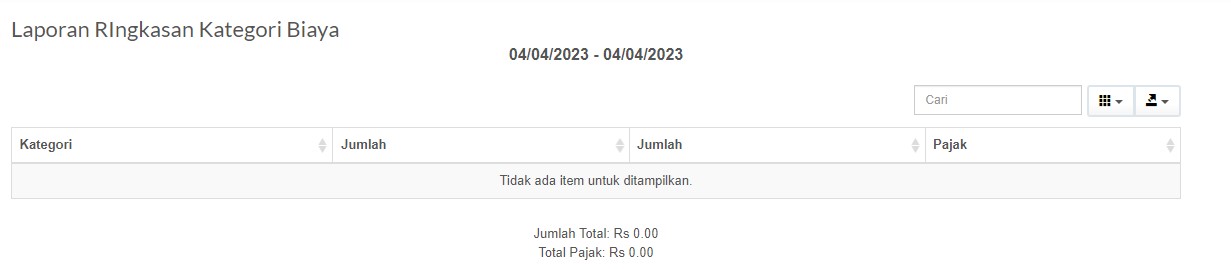 Laporan RIngkasan Kategori Biaya
04/04/2023 - 04/04/2023
Cari
Kategori Jumlah Jumlah Pajak
Tidak ada item untuk ditampilkan.
Jumlah Total: Rs 0.00
Total Pajak: Rs 0.00